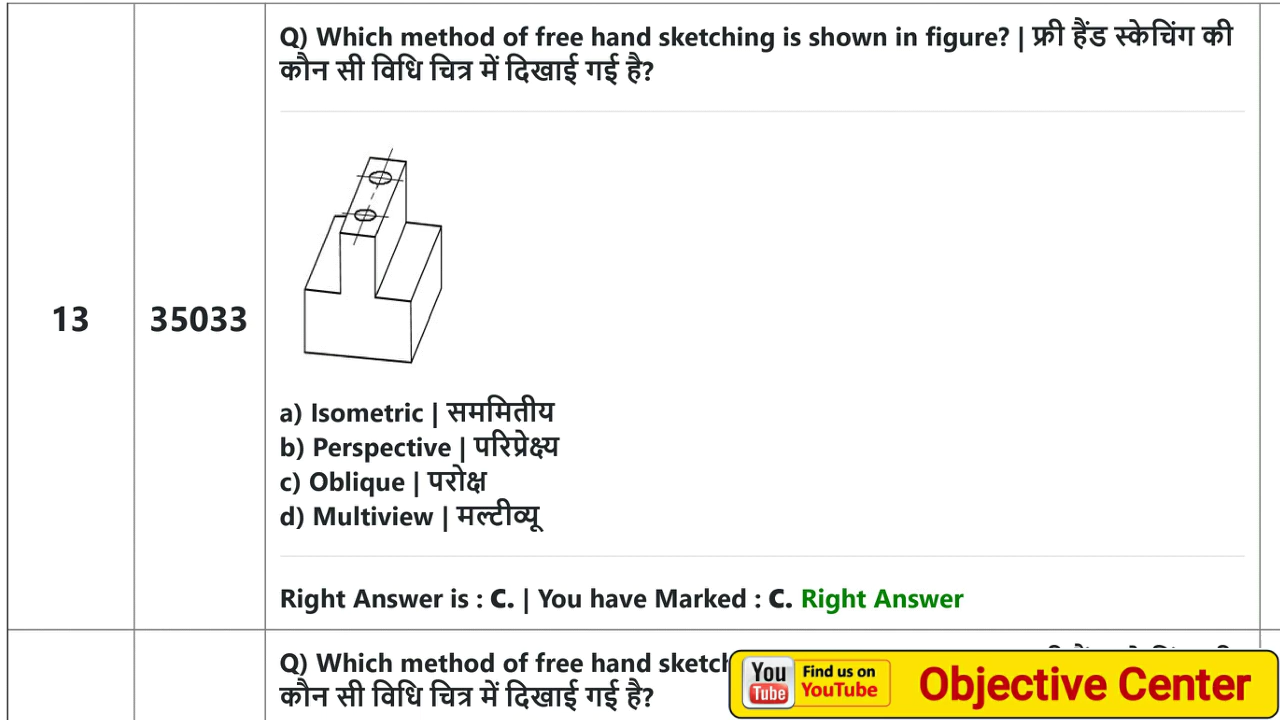 Q) Which method of free hand sketching is shown in figure? | फ्री हैंड स्केचिंग की
कौन सी विधि चित्र में दिखाई गई है?
13
35033
a) Isometric | सममितीय
b) Perspective | परिप्रेक्ष्य
c) Oblique | परोक्ष
d) Multiview | मल्टीव्यू
Right Answer is : C. | You have Marked : C. Right Answer
Q) Which method of free hand
कौन सी विधि चित्र में दिखाई गई है?
You
Tube
Find us on
YouTube
Objective Center